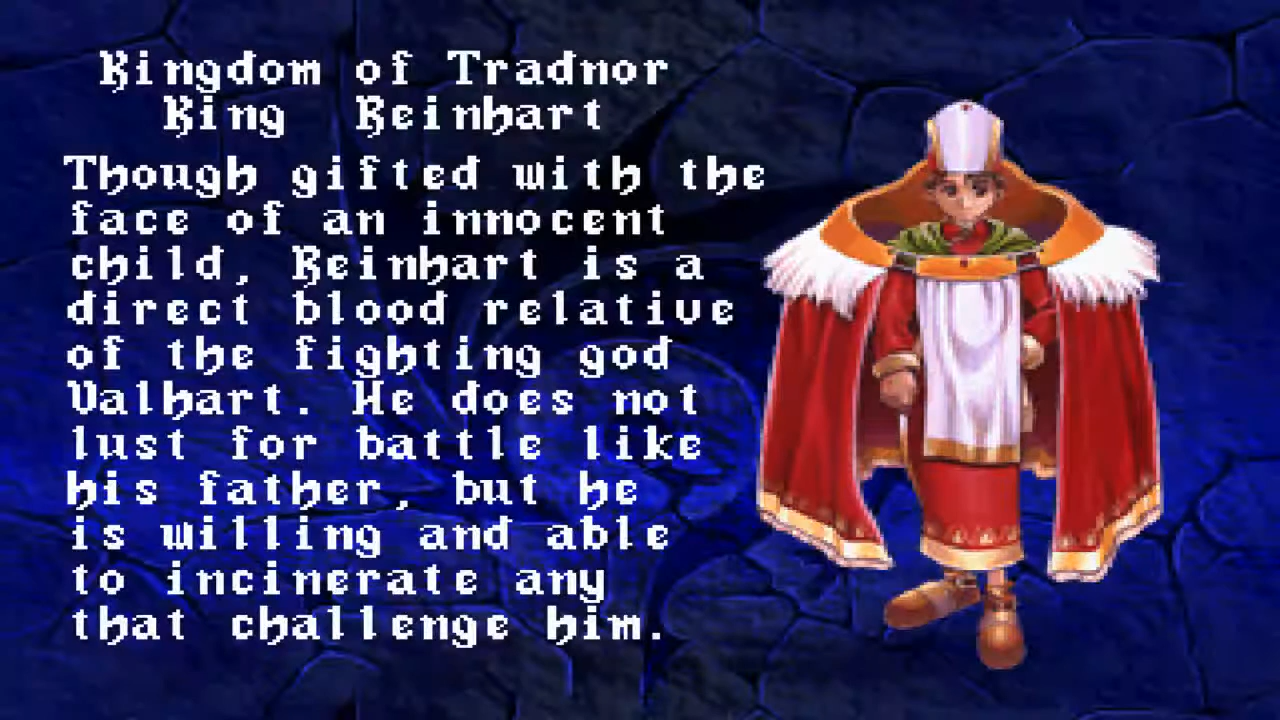 Kingdom of Tradnor
King Reinhart
Though gifted with the
face of an innocent
child, Reinhart is a
direct blood relative
of the fighting god
Valhart. He does not
lust for battle like
his father, but he
is willing and able
to incinerate any
that challenge him.